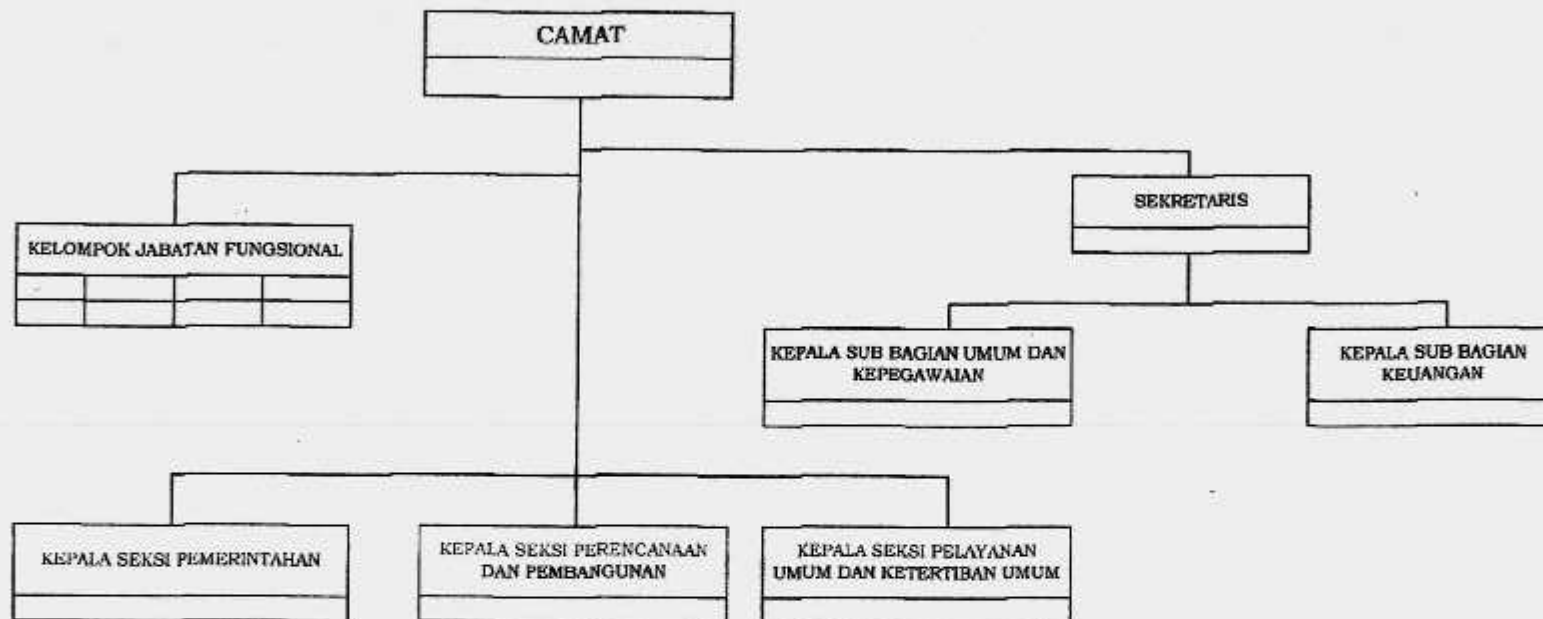 CAMAT
SEKRETARIS
KELOMPOK JABATAN FUNGSIONAL
KEPALA SUB BAGIAN UMUM DAN
KEPEGAWAIAN
KEPALA SUB BAGIAN
KEUANGAN
KEPALA SEKSI PEMERINTAHAN
KEPALA SEKSI PERENCANAAN
DAN PEMBANGUNAN
KEPALA SEKSI PELAYANAN
UMUM DAN KETERTIBAN UMUM